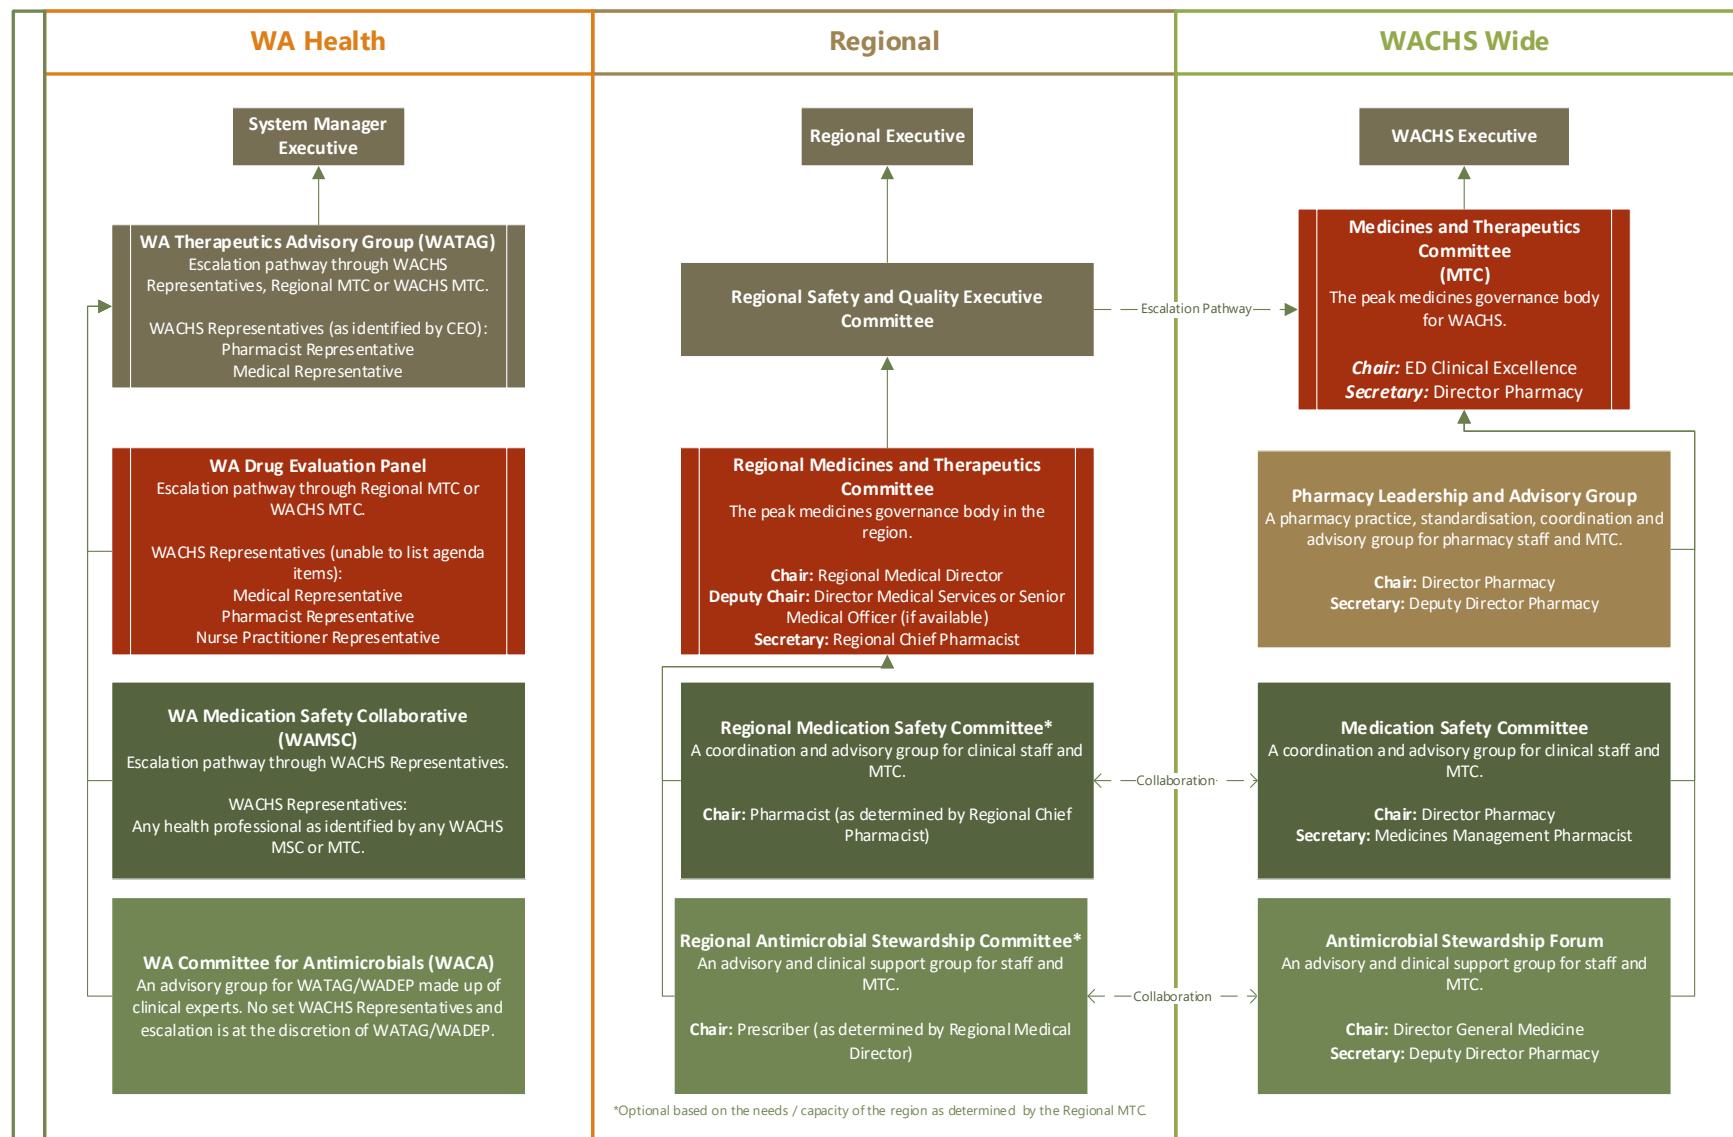 WA Health
System Manager
Executive
WA Therapeutics Advisory Group (WATAG)
Escalation pathway through WACHS
Representatives, Regional MTC or WACHS MTC.
WACHS Representatives (as identified by CEO):
Pharmacist Representative
Medical Representative
WA Drug Evaluation Panel
Escalation pathway through Regional MTC or
WACHS MTC.
WACHS Representatives (unable to list agenda
items):
Medical Representative
Pharmacist Representative
Nurse Practitioner Representative
WA Medication Safety Collaborative
(WAMSC)
Escalation pathway through WACHS Representatives.
WACHS Representatives:
Any health professional as identified by any WACHS
MSC or MTC.
WA Committee for Antimicrobials (WACA)
An advisory group for WATAG/WADEP made up of
clinical experts. No set WACHS Representatives and
escalation is at the discretion of WATAG/WADEP.
Regional
Regional Executive
Regional Safety and Quality Executive
Committee
Escalation Pathway
Regional Medicines and Therapeutics
Committee
The peak medicines governance body in the
region.
Chair: Regional Medical Director
Deputy Chair: Director Medical Services or Senior
Medical Officer (if available)
Secretary: Regional Chief Pharmacist
Regional Medication Safety Committee*
A coordination and advisory group for clinical staff and
MTC.
Chair: Pharmacist (as determined by Regional Chief
Pharmacist)
Collaboration
Regional Antimicrobial Stewardship Committee*
An advisory and clinical support group for staff and
MTC.
Chair: Prescriber (as determined by Regional Medical
Director)
Collaboration
*Optional based on the needs / capacity of the region as determined by the Regional MTC.
WACHS Wide
WACHS Executive
Medicines and Therapeutics
Committee
(MTC)
The peak medicines governance body
for WACHS.
Chair: ED Clinical Excellence
Secretary: Director Pharmacy
Pharmacy Leadership and Advisory Group
A pharmacy practice, standardisation, coordination and
advisory group for pharmacy staff and MTC.
Chair: Director Pharmacy
Secretary: Deputy Director Pharmacy
Medication Safety Committee
A coordination and advisory group for clinical staff and
MTC.
Chair: Director Pharmacy
Secretary: Medicines Management Pharmacist
Antimicrobial Stewardship Forum
An advisory and clinical support group for staff and
MTC.
Chair: Director General Medicine
Secretary: Deputy Director Pharmacy